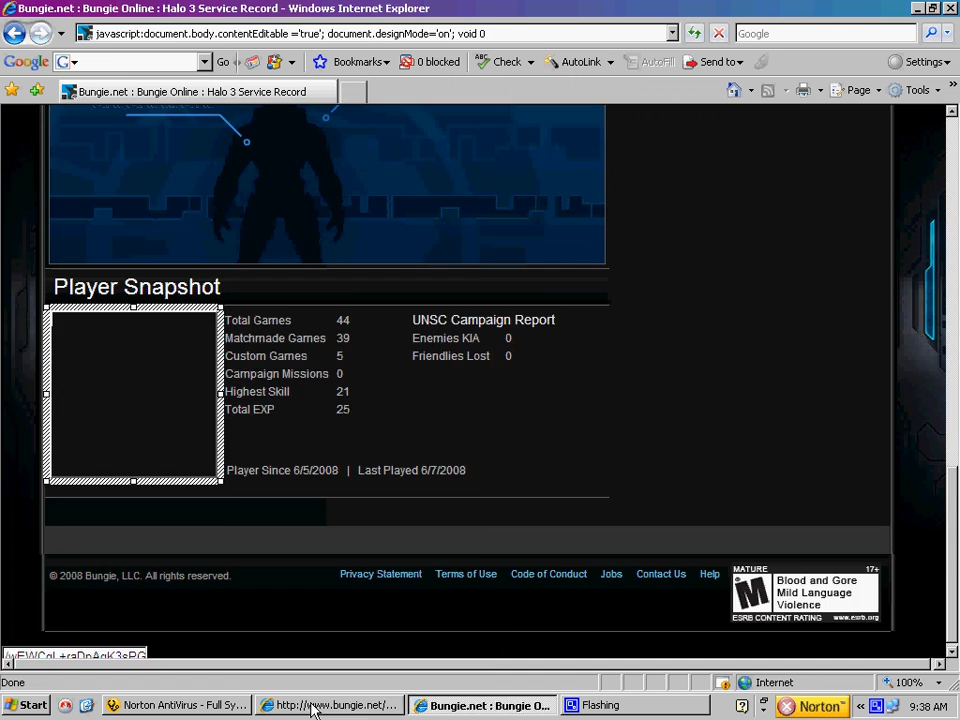 Bungie.net : Bungie Online : Halo 3 Service Record - Windows Internet Explorer
javascript:document.body.contentEditable ='true'; document.designMode='on'; void 0
Google
Google G Go Bookmarks 0 blocked Check AutoLink AutoFill Send to Settings
Bungie.net : Bungie Online : Halo 3 Service Record
Page Tools
Player Snapshot
Total Games 44
Matchmade Games 39
Custom Games 5
Campaign Missions 0
Highest Skill 21
Total EXP 25
UNSC Campaign Report
Enemies KIA 0
Friendlies Lost 0
Player Since 6/5/2008 | Last Played 6/7/2008
© 2008 Bungie, LLC. All rights reserved.
Privacy Statement Terms of Use Code of Conduct Jobs Contact Us Help
MATURE 17+
M
Blood and Gore
Mild Language
Violence
ESRB CONTENT RATING www.esrb.org
Done Internet 100%
Start Norton AntiVirus - Full Sy... http://www.bungie.net/... Bungie.net : Bungie O... Flashing Norton 9:38 AM